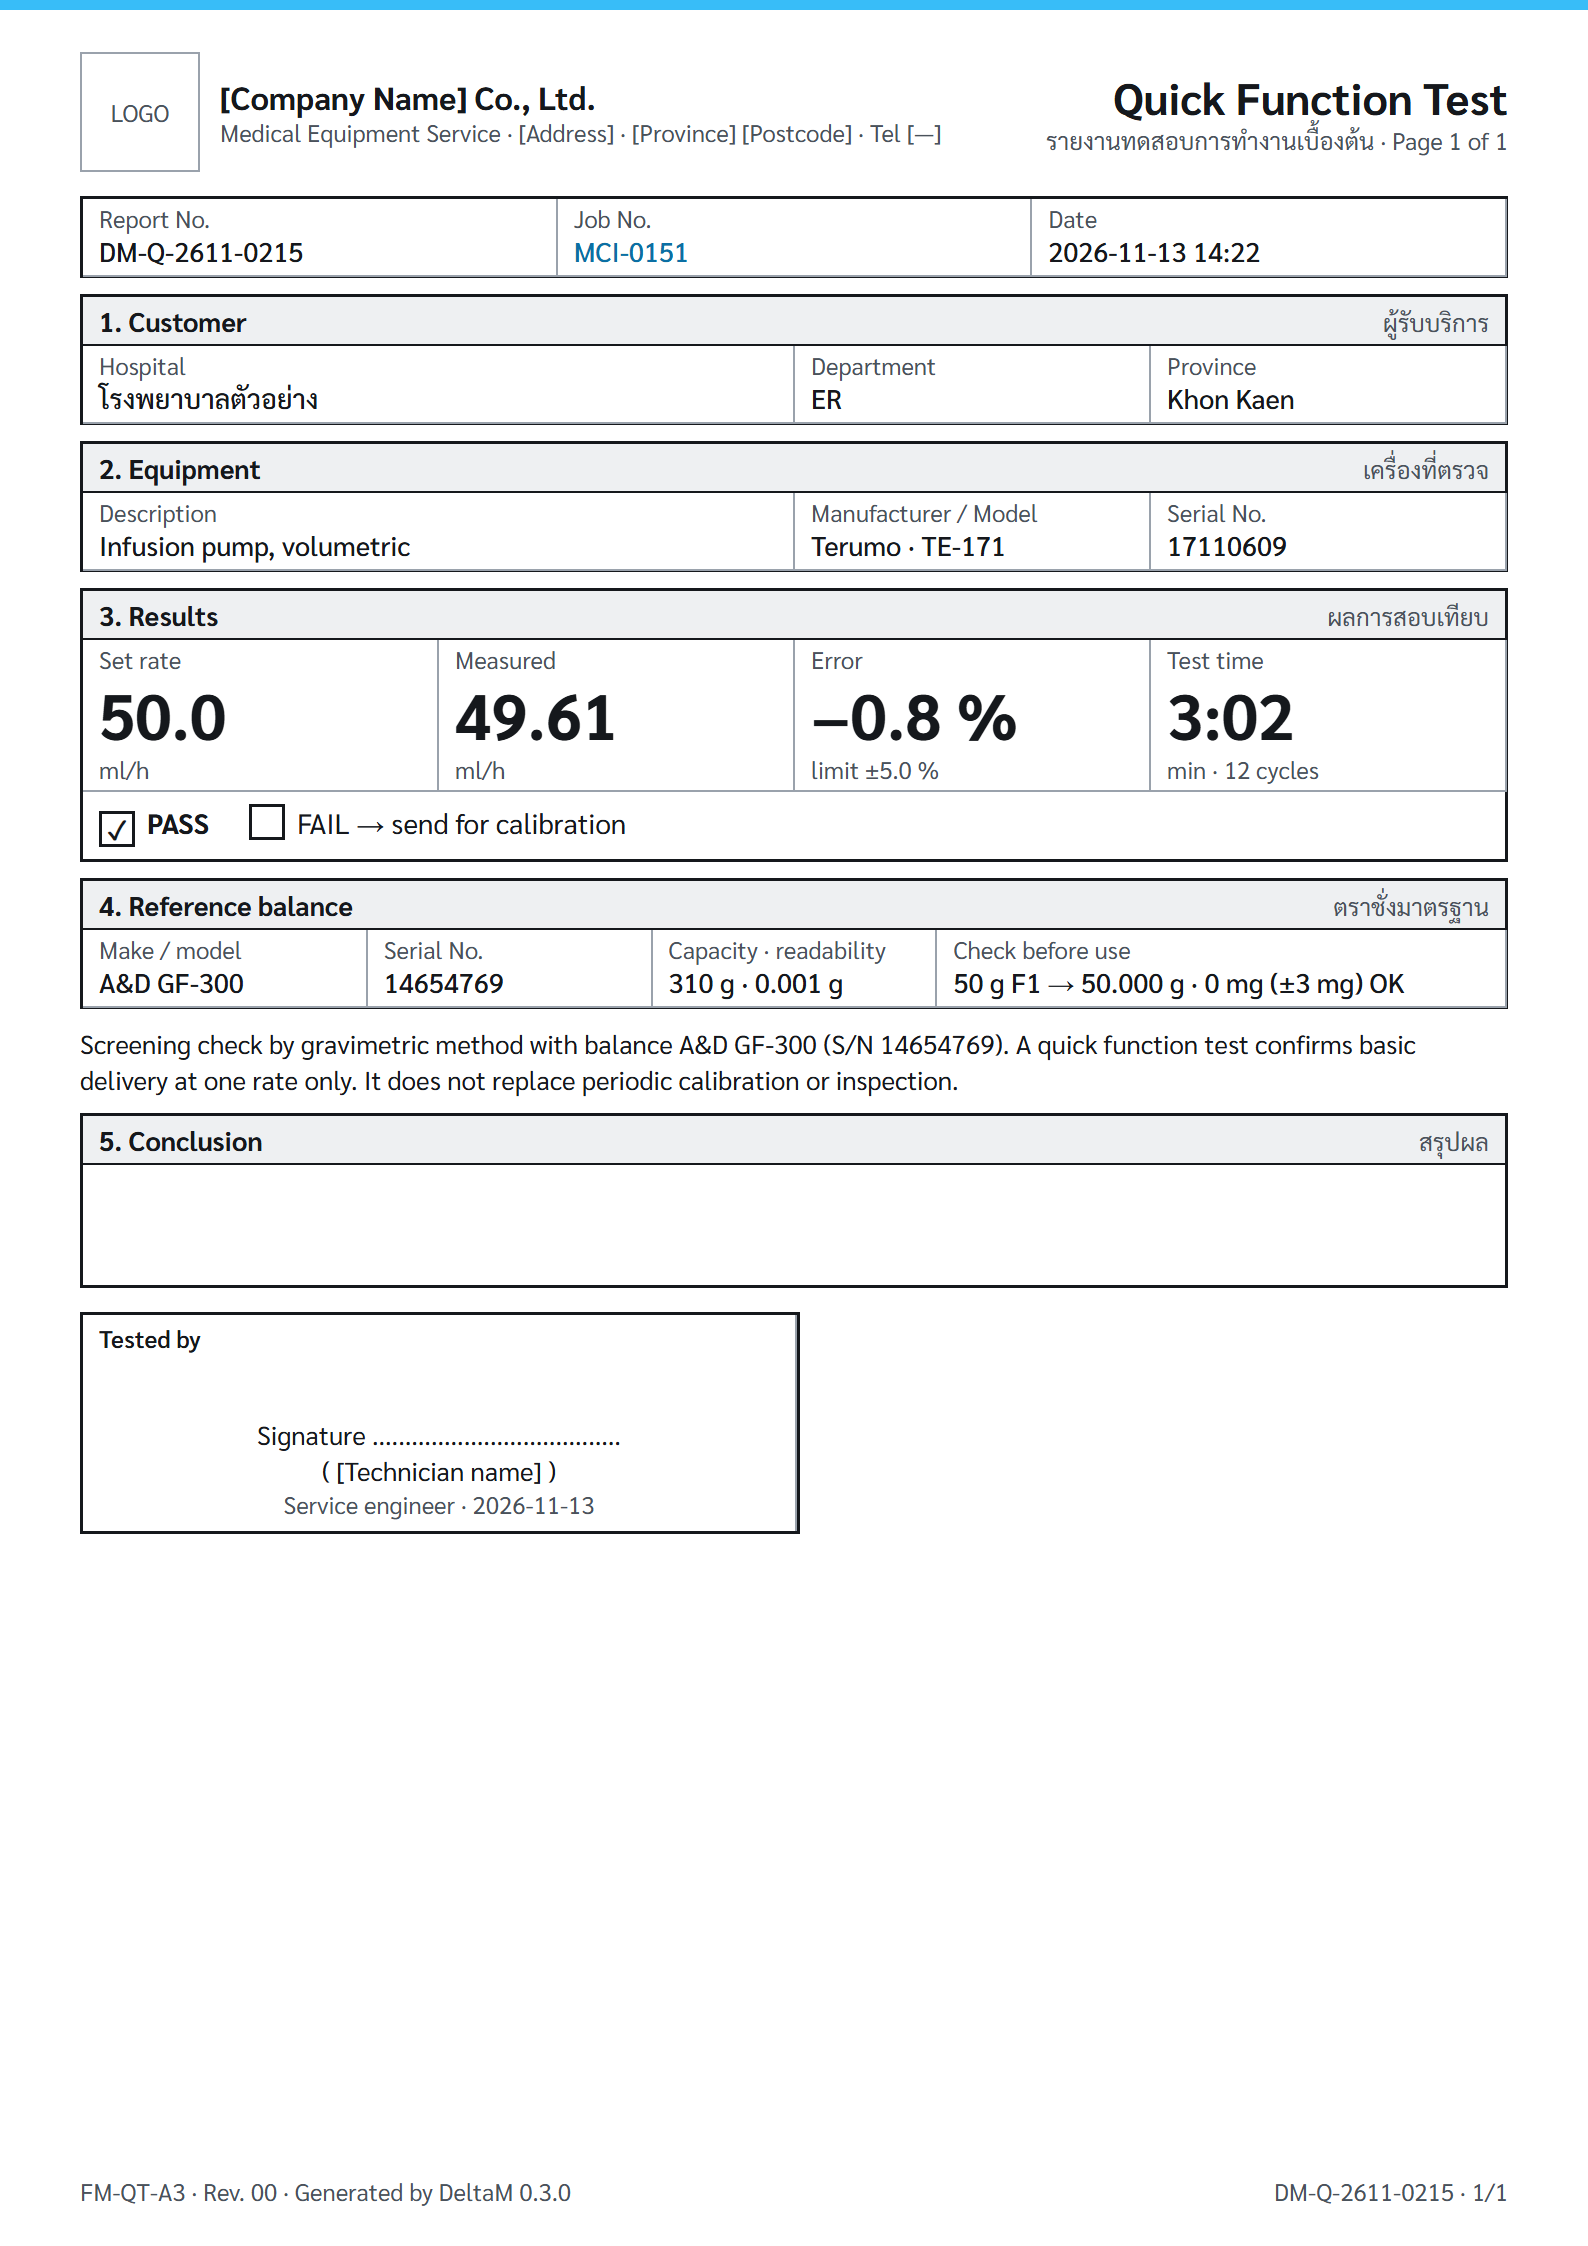 LOGO
[Company Name] Co., Ltd.
Medical Equipment Service · [Address] · [Province] [Postcode] · Tel [—]
Quick Function Test
รายงานทดสอบการทำงานเบื้องต้น · Page 1 of 1
Report No.
DM-Q-2611-0215
Job No.
MCI-0151
Date
2026-11-13 14:22
1. Customer
ผู้รับบริการ
Hospital
โรงพยาบาลตัวอย่าง
Department
ER
Province
Khon Kaen
2. Equipment
เครื่องที่ตรวจ
Description
Infusion pump, volumetric
Manufacturer / Model
Terumo · TE-171
Serial No.
17110609
3. Results
ผลการสอบเทียบ
Set rate
50.0
ml/h
Measured
49.61
ml/h
Error
–0.8 %
limit ±5.0 %
Test time
3:02
min · 12 cycles
✓ PASS
FAIL → send for calibration
4. Reference balance
ตราชั่งมาตรฐาน
Make / model
A&D GF-300
Serial No.
14654769
Capacity · readability
310 g · 0.001 g
Check before use
50 g F1 → 50.000 g · 0 mg (±3 mg) OK
Screening check by gravimetric method with balance A&D GF-300 (S/N 14654769). A quick function test confirms basic
delivery at one rate only. It does not replace periodic calibration or inspection.
5. Conclusion
สรุปผล
Tested by
Signature ......................................
( [Technician name] )
Service engineer · 2026-11-13
FM-QT-A3 · Rev. 00 · Generated by DeltaM 0.3.0
DM-Q-2611-0215 · 1/1